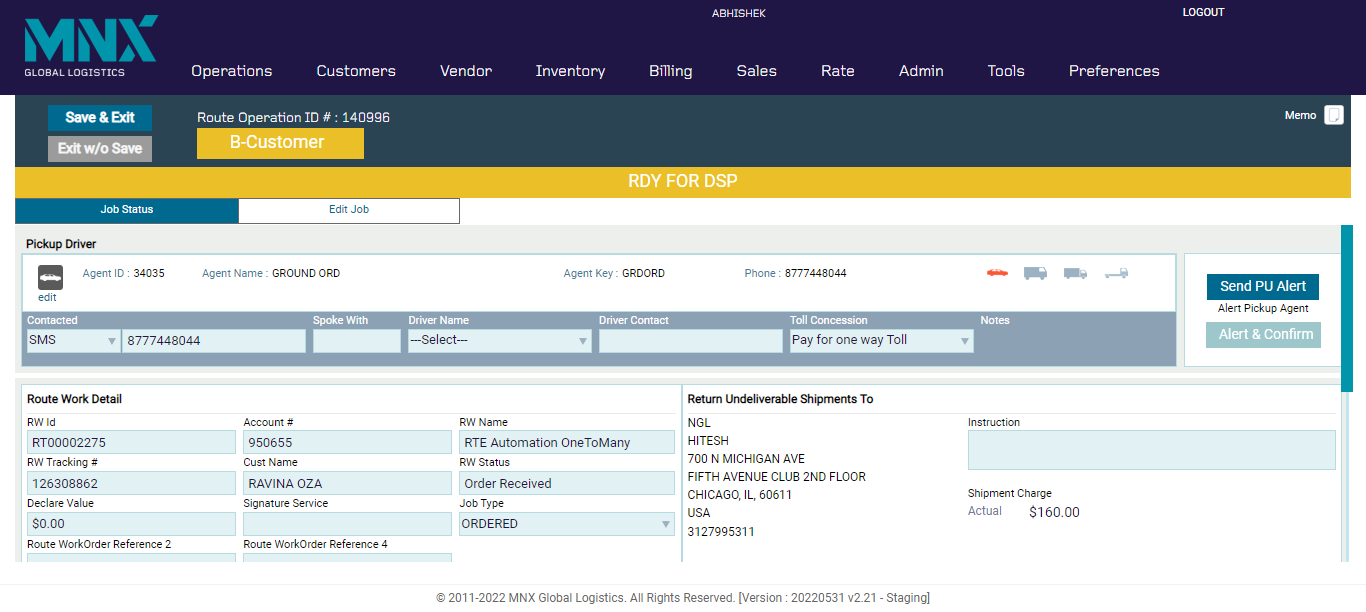 ABHISHEK
LOGOUT
MNX
GLOBAL LOGISTICS
Operations Customers Vendor Inventory Billing Sales Rate Admin Tools Preferences
Save & Exit
Route Operation ID # : 140996
Memo
Exit w/o Save
B-Customer
RDY FOR DSP
Job Status
Edit Job
Pickup Driver
edit
Agent ID : 34035
Agent Name : GROUND ORD
Agent Key : GRDORD
Phone : 8777448044
Send PU Alert
Alert Pickup Agent
Alert & Confirm
Contacted
Spoke With
Driver Name
Driver Contact
Toll Concession
Notes
SMS
8777448044
---Select---
Pay for one way Toll
Route Work Detail
RW Id
Account #
RW Name
RT00002275
950655
RTE Automation OneToMany
RW Tracking #
Cust Name
RW Status
126308862
RAVINA OZA
Order Received
Declare Value
Signature Service
Job Type
$0.00
ORDERED
Route WorkOrder Reference 2
Route WorkOrder Reference 4
Return Undeliverable Shipments To
NGL
HITESH
700 N MICHIGAN AVE
FIFTH AVENUE CLUB 2ND FLOOR
CHICAGO, IL, 60611
USA
3127995311
Instruction
Shipment Charge
Actual $160.00
© 2011-2022 MNX Global Logistics. All Rights Reserved. [Version : 20220531 v2.21 - Staging]